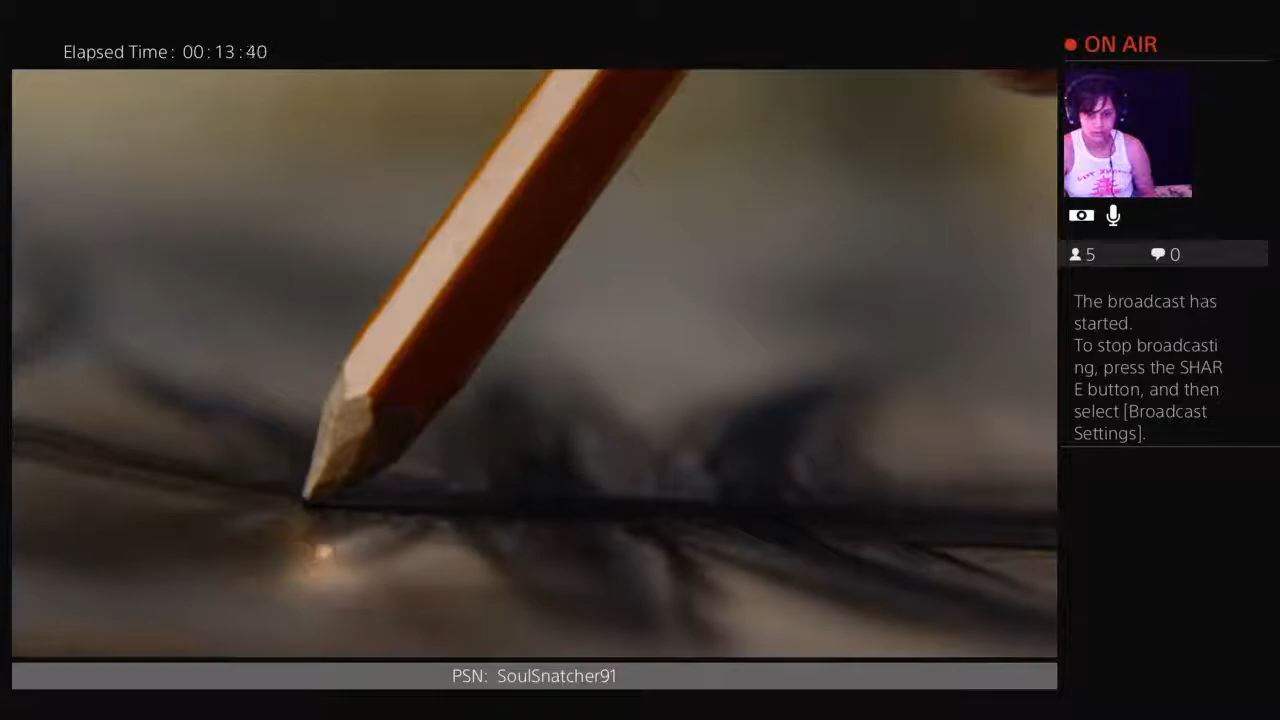 Elapsed Time: 00:13:40
ON AIR
5
0
The broadcast has
started.
To stop broadcasti
ng, press the SHAR
E button, and then
select [Broadcast
Settings].
PSN: SoulSnatcher91